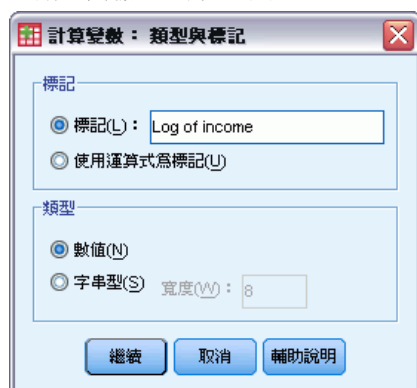 計算變數： 類型與標記
標記
標記(L)： Log of income
使用運算式為標記(U)
類型
數值(N)
字串型(S) 寬度(W)： 8
繼續 取消 輔助說明